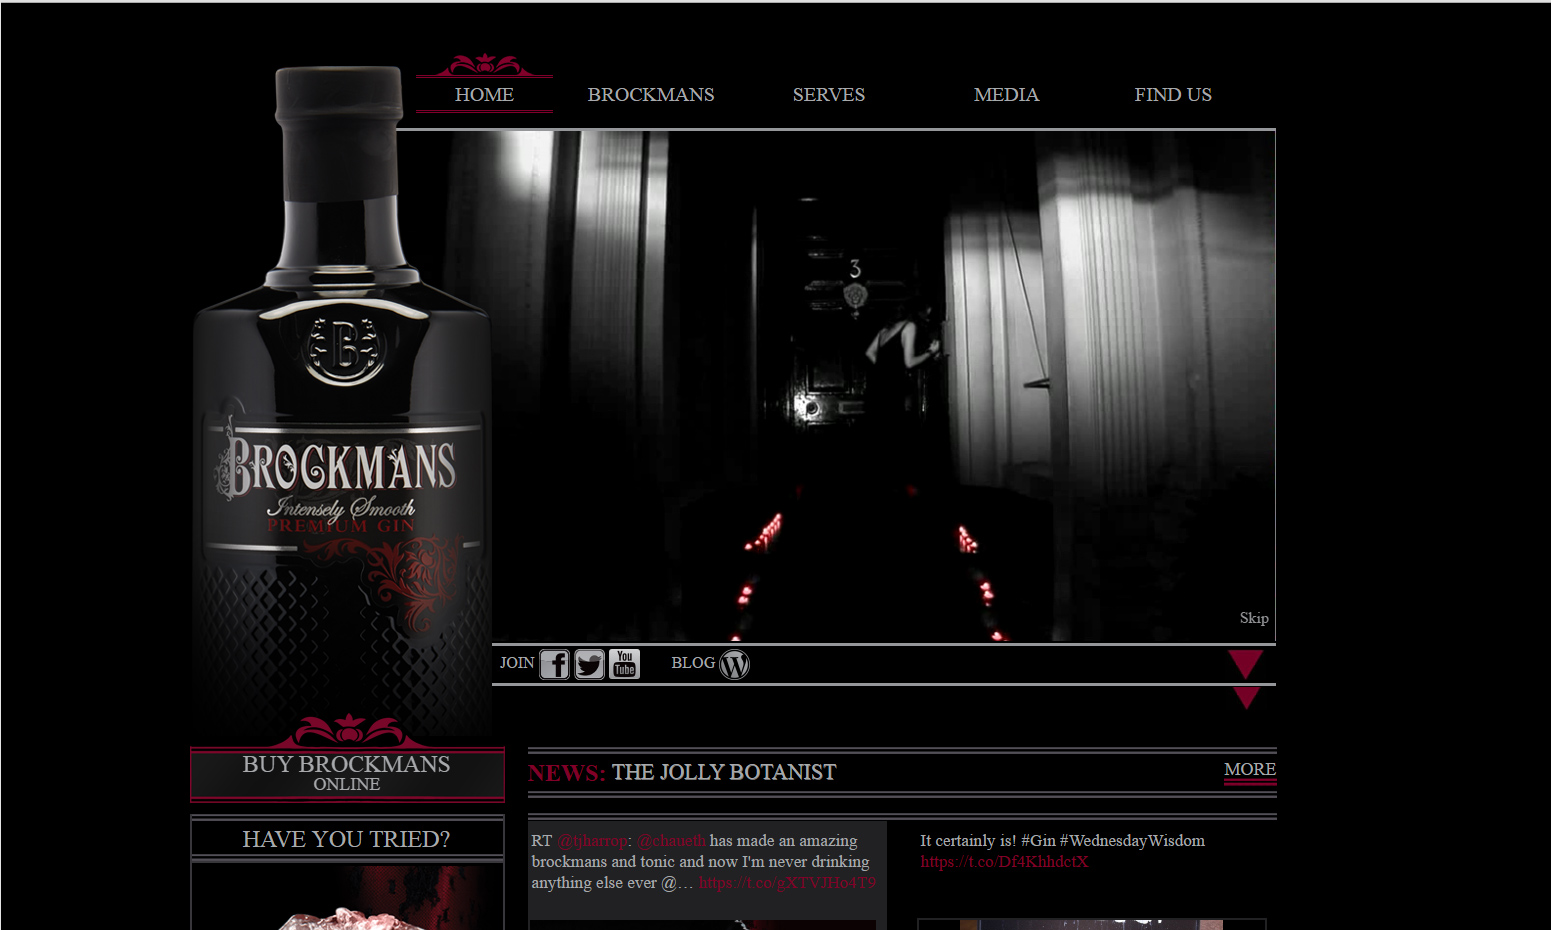 HOME
BROCKMANS
SERVES
MEDIA
FIND US
3
B
BROCKMANS
Intensely Smooth
PREMIUM GIN
Skip
JOIN
You
Tube
BLOG
BUY BROCKMANS
ONLINE
NEWS: THE JOLLY BOTANIST
MORE
HAVE YOU TRIED?
RT @tjharrop: @chaueth has made an amazing
brockmans and tonic and now I'm never drinking
anything else ever @… https://t.co/gXTVJHo4T9
It certainly is! #Gin #WednesdayWisdom
https://t.co/Df4KhhdctX